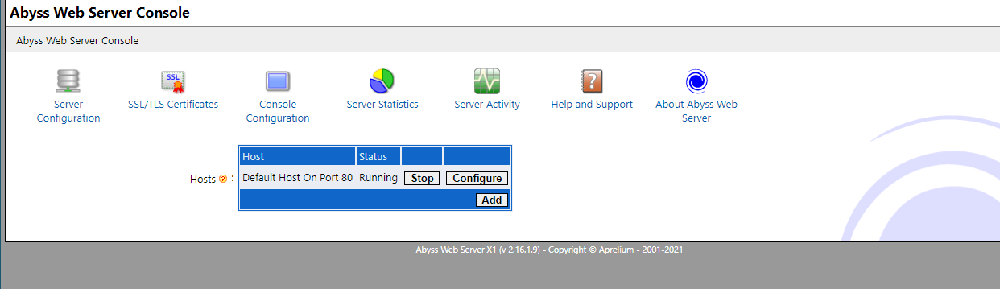 Abyss Web Server Console
Abyss Web Server Console
SSL
Server
Configuration
SSL/TLS Certificates
Console
Configuration
Server Statistics
Server Activity
?
Help and Support
About Abyss Web
Server
Host Status
Hosts ? : Default Host On Port 80 Running Stop Configure
Add
Abyss Web Server X1 (v 2.16.1.9) - Copyright © Aprelium - 2001-2021